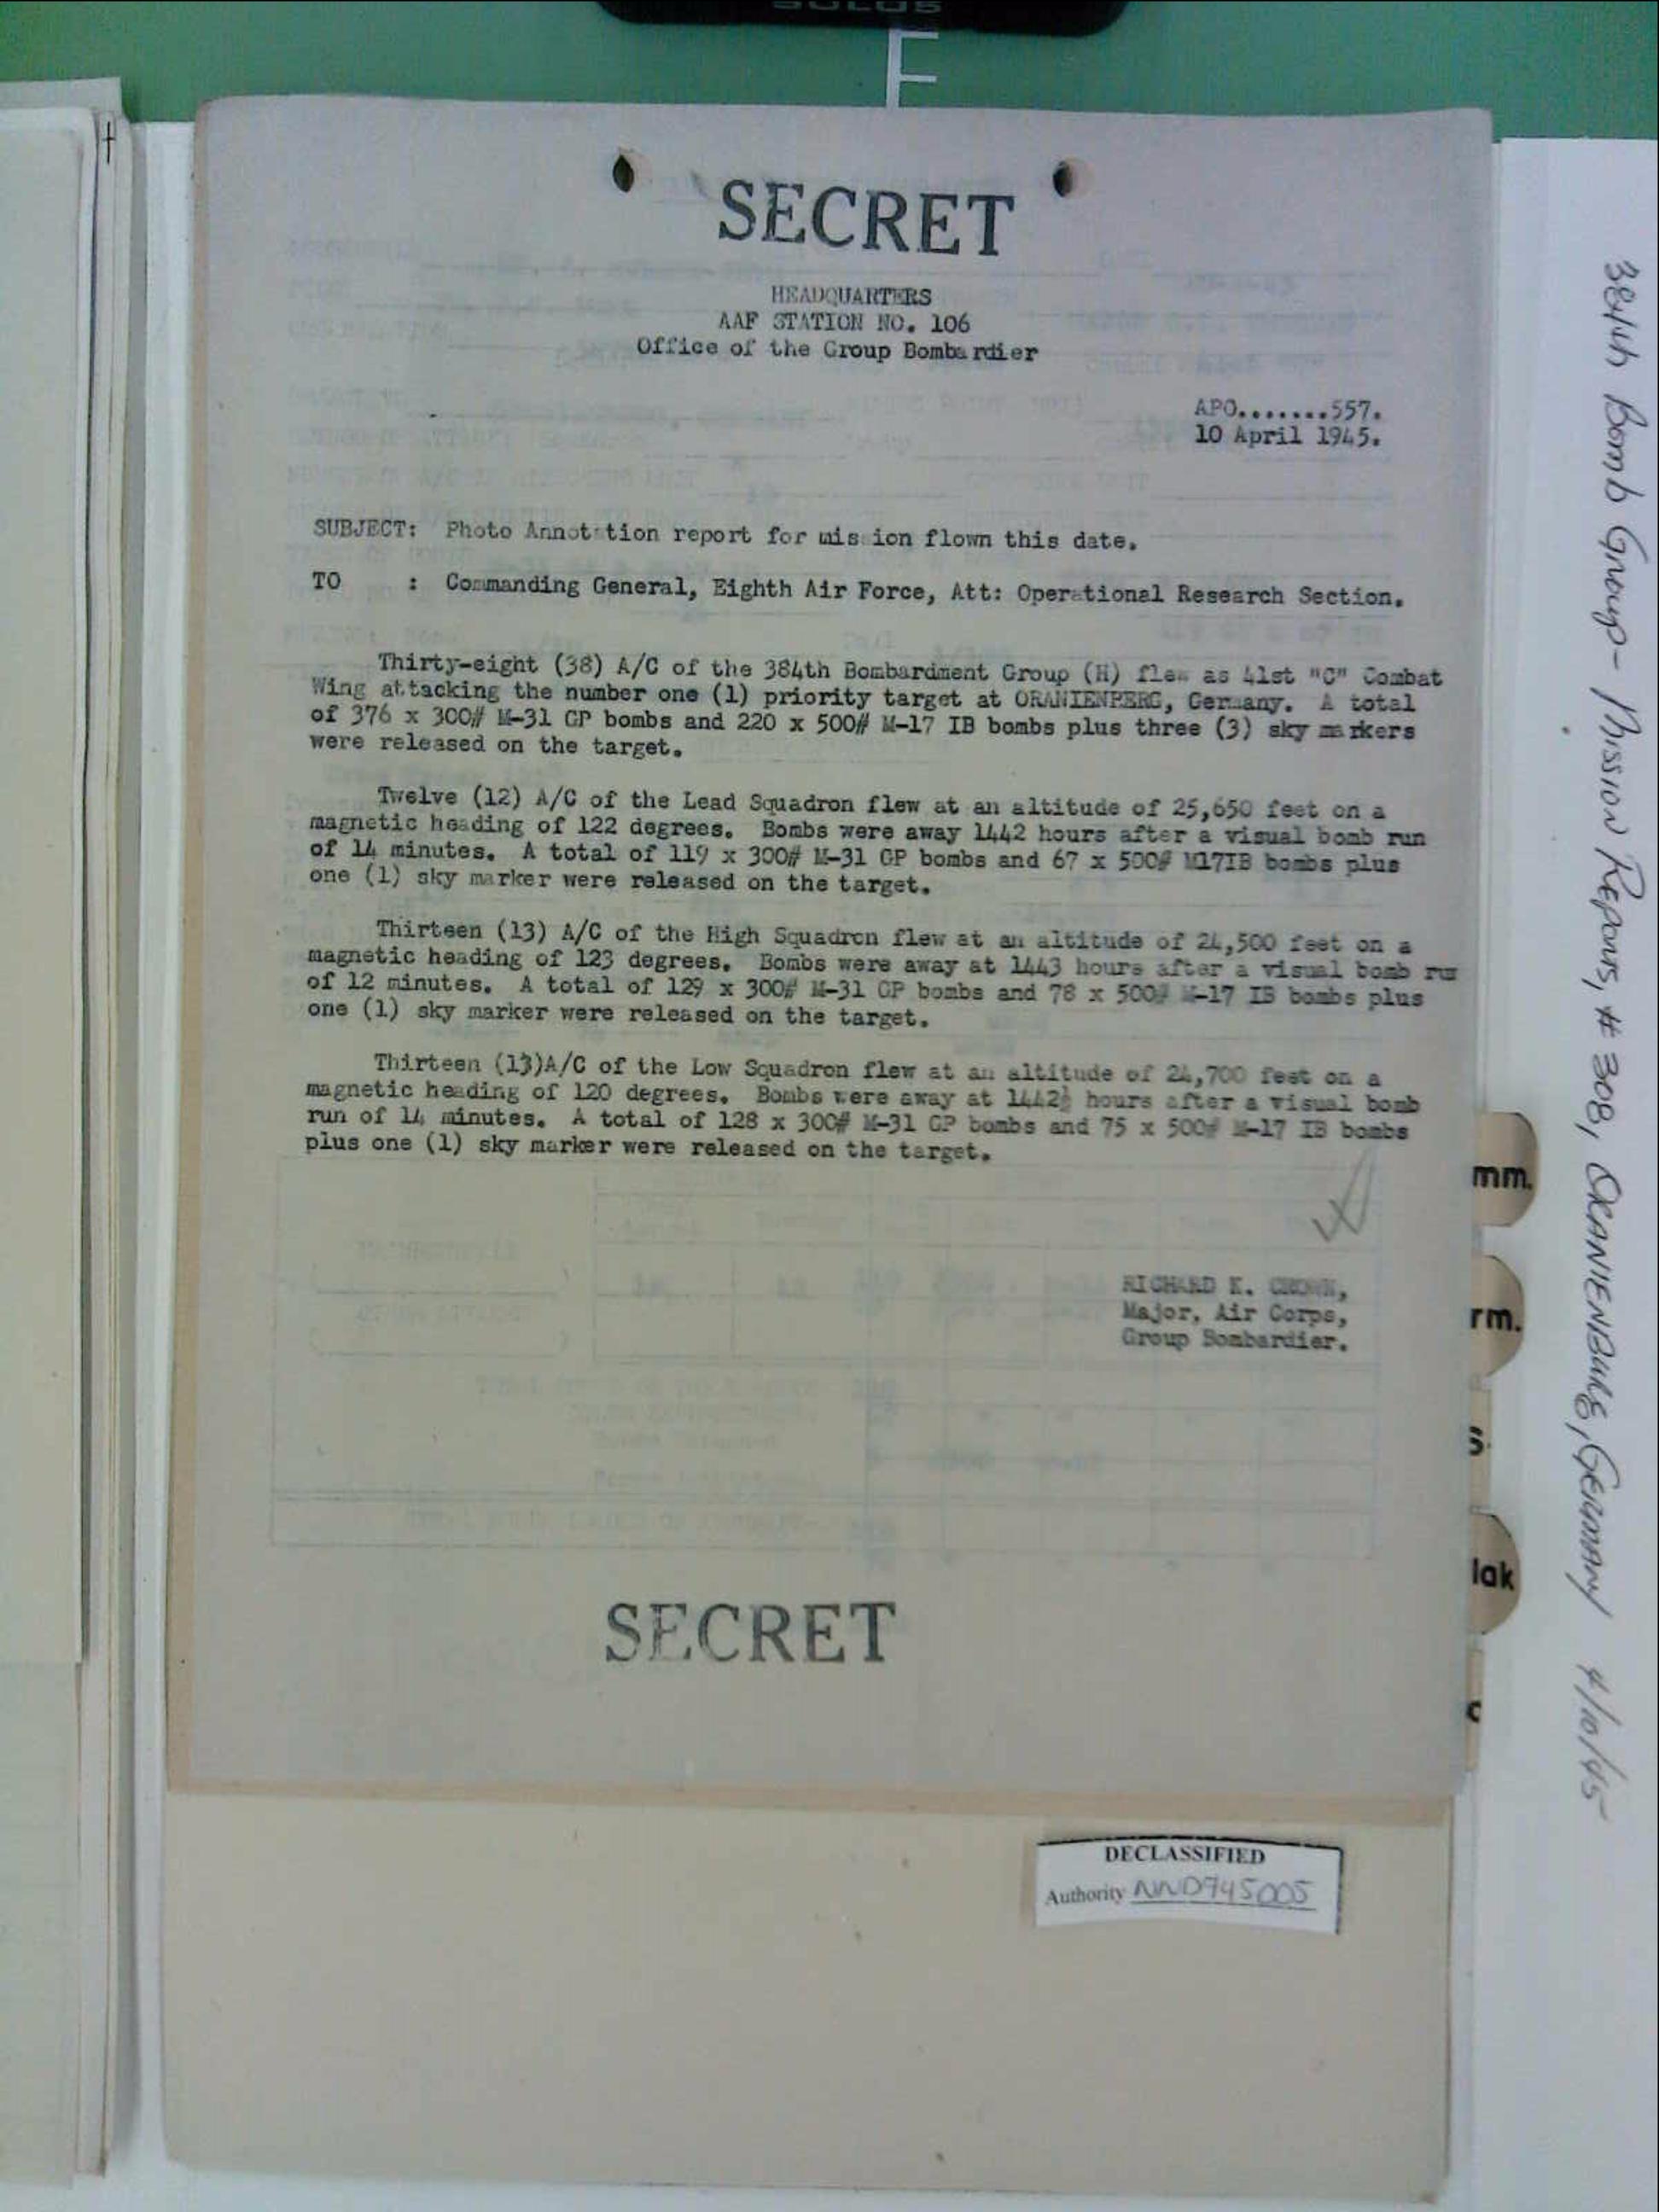 SECRET
HEADQUARTERS
AAF STATION NO. 106
Office of the Group Bombardier
APO........557.
10 April 1945.
SUBJECT: Photo Annotation report for mission flown this date.
TO : Commanding General, Eighth Air Force, Att: Operational Research Section.
Thirty-eight (38) A/C of the 384th Bombardment Group (H) flew as 41st "C" Combat
Wing attacking the number one (1) priority target at ORANIENBERG, Germany. A total
of 376 x 300# M-31 GP bombs and 220 x 500# M-17 IB bombs plus three (3) sky markers
were released on the target.
Twelve (12) A/C of the Lead Squadron flew at an altitude of 25,650 feet on a
magnetic heading of 122 degrees. Bombs were away 1442 hours after a visual bomb run
of 14 minutes. A total of 119 x 300# M-31 GP bombs and 67 x 500# M17IB bombs plus
one (1) sky marker were released on the target.
Thirteen (13) A/C of the High Squadron flew at an altitude of 24,500 feet on a
magnetic heading of 123 degrees. Bombs were away at 1443 hours after a visual bomb run
of 12 minutes. A total of 129 x 300# M-31 GP bombs and 78 x 500# M-17 IB bombs plus
one (1) sky marker were released on the target.
Thirteen (13)A/C of the Low Squadron flew at an altitude of 24,700 feet on a
magnetic heading of 120 degrees. Bombs were away at 1442½ hours after a visual bomb
run of 14 minutes. A total of 128 x 300# M-31 GP bombs and 75 x 500# M-17 IB bombs
plus one (1) sky marker were released on the target.
RICHARD K. CROWN,
Major, Air Corps,
Group Bombardier.
SECRET
DECLASSIFIED
Authority NND945005
384th Bomb Group - Mission Reports, # 308, ORANIENBURG, GERMANY 4/10/45
mm.
rm.
s.
lak
c